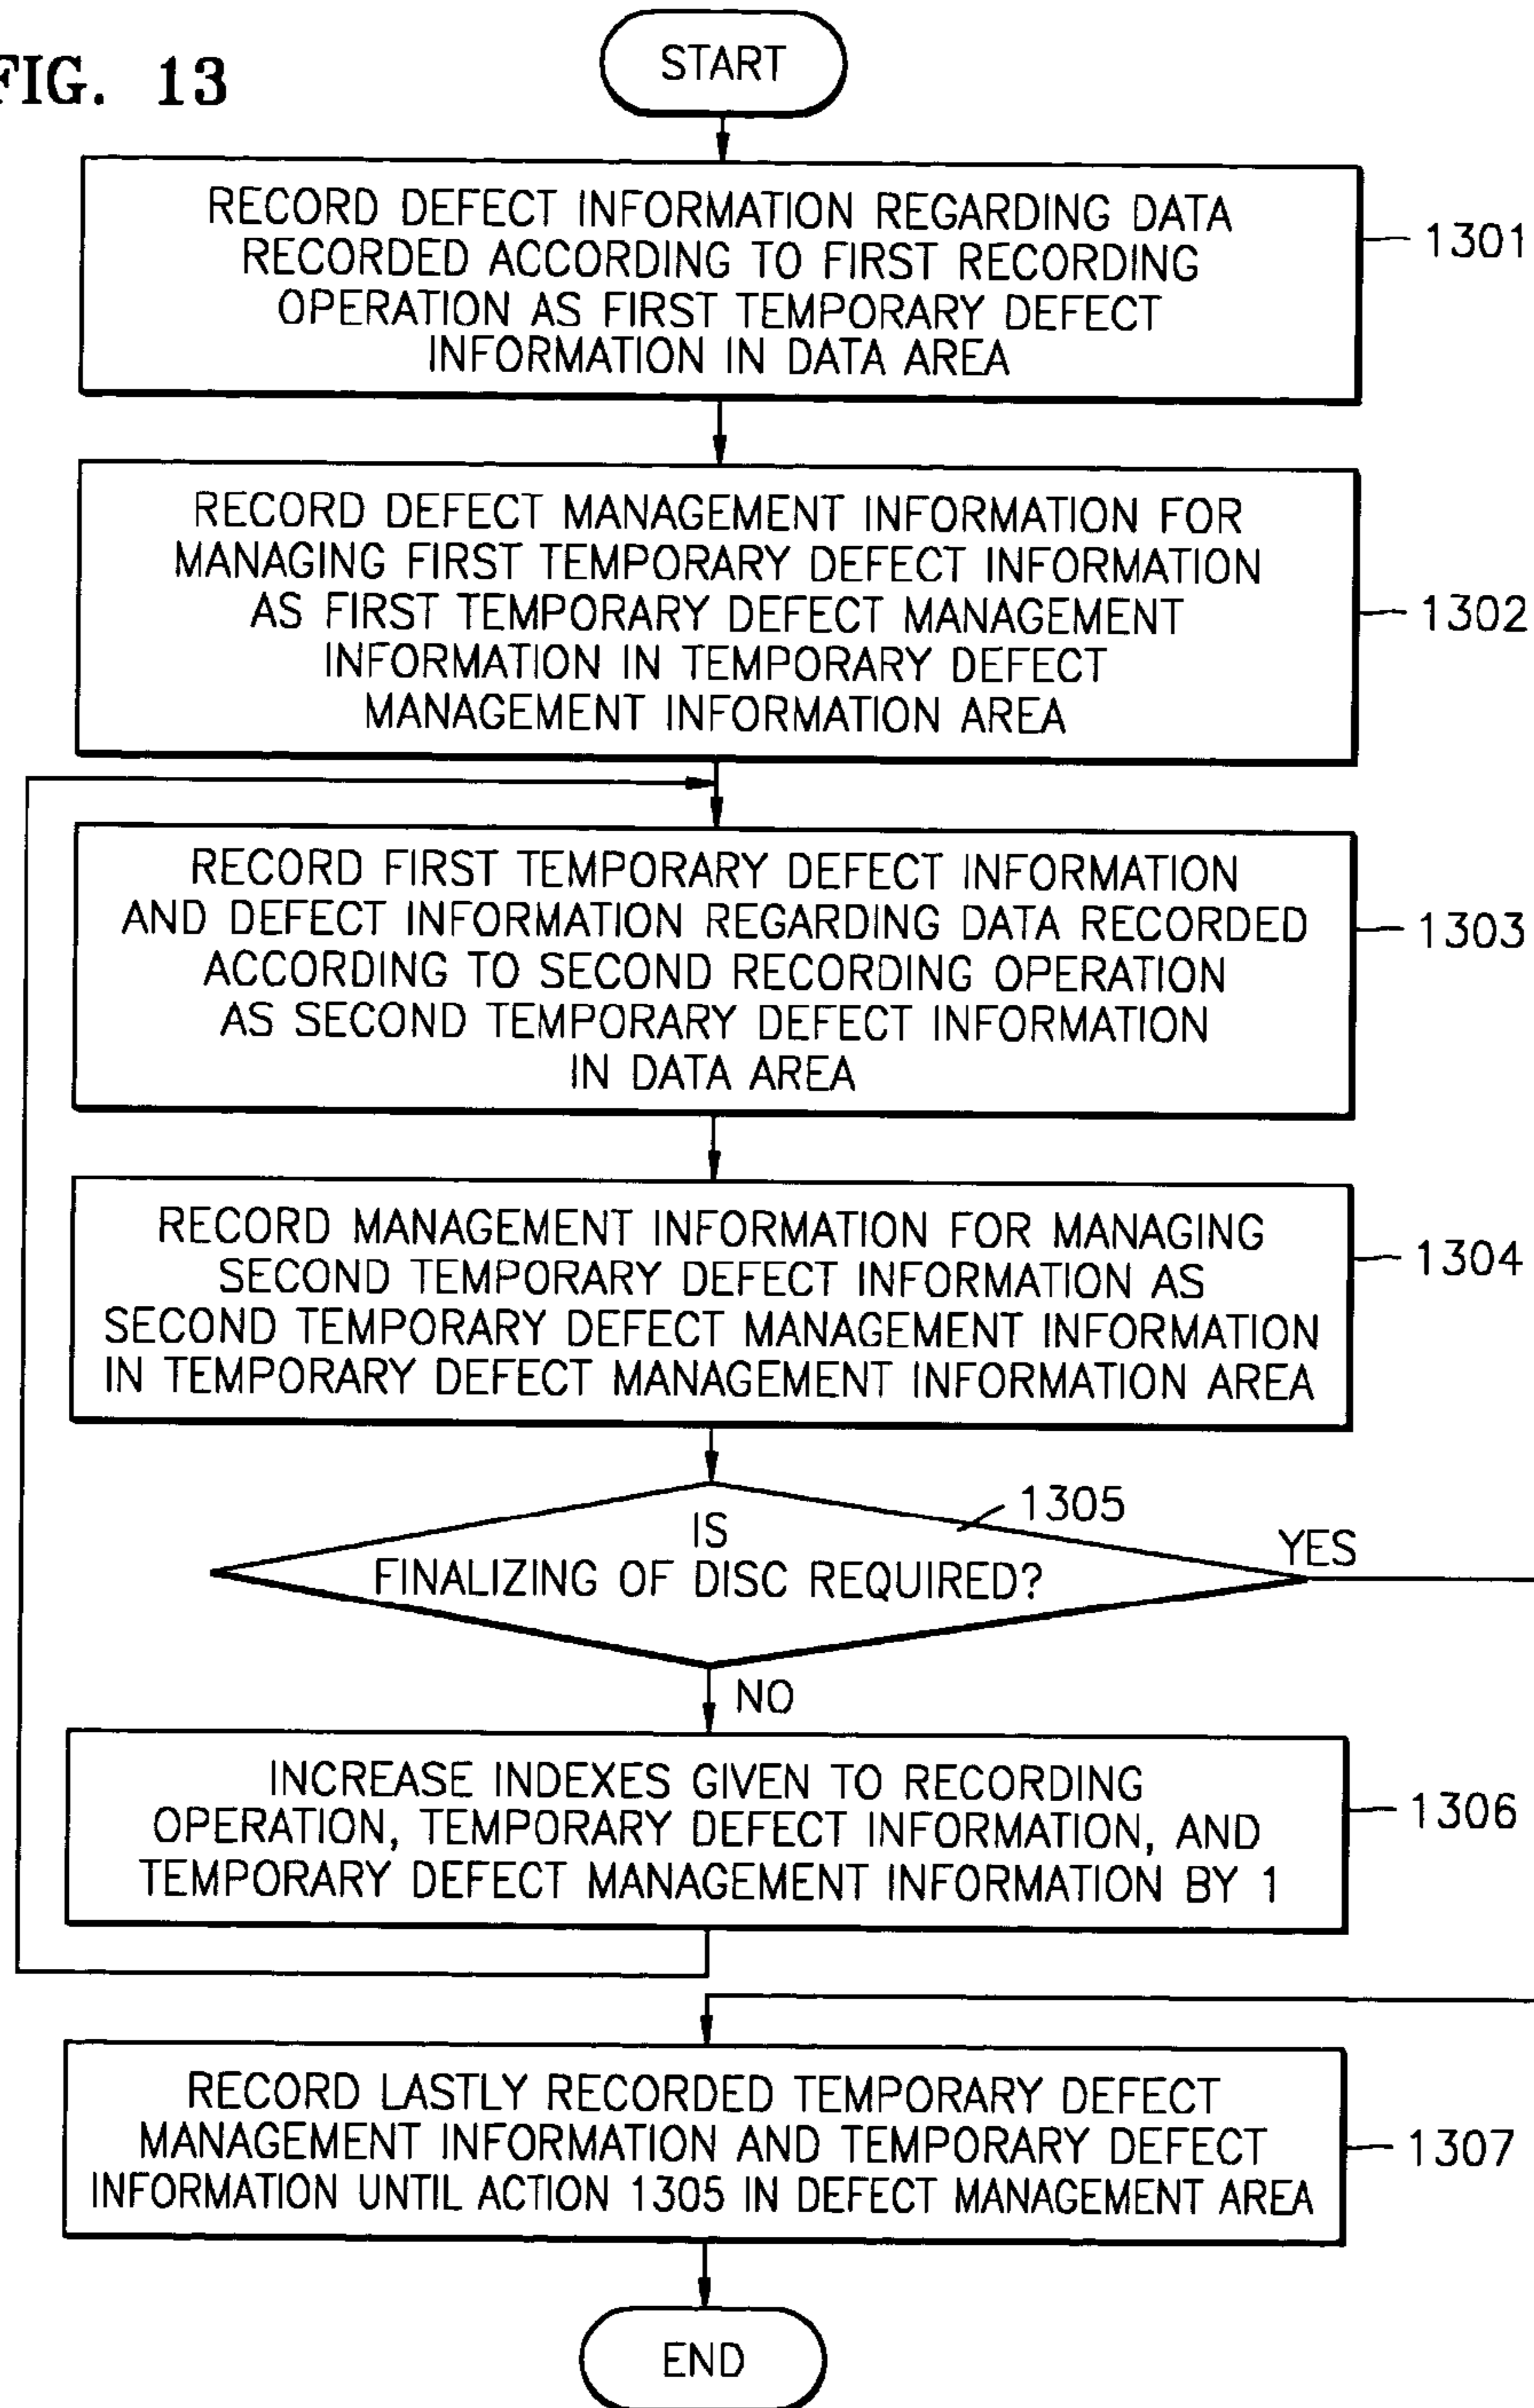 FIG. 13
START
RECORD DEFECT INFORMATION REGARDING DATA
RECORDED ACCORDING TO FIRST RECORDING
OPERATION AS FIRST TEMPORARY DEFECT
INFORMATION IN DATA AREA
1301
RECORD DEFECT MANAGEMENT INFORMATION FOR
MANAGING FIRST TEMPORARY DEFECT INFORMATION
AS FIRST TEMPORARY DEFECT MANAGEMENT
INFORMATION IN TEMPORARY DEFECT
MANAGEMENT INFORMATION AREA
1302
RECORD FIRST TEMPORARY DEFECT INFORMATION
AND DEFECT INFORMATION REGARDING DATA RECORDED
ACCORDING TO SECOND RECORDING OPERATION
AS SECOND TEMPORARY DEFECT INFORMATION
IN DATA AREA
1303
RECORD MANAGEMENT INFORMATION FOR MANAGING
SECOND TEMPORARY DEFECT INFORMATION AS
SECOND TEMPORARY DEFECT MANAGEMENT INFORMATION
IN TEMPORARY DEFECT MANAGEMENT INFORMATION AREA
1304
1305
IS
FINALIZING OF DISC REQUIRED?
YES
NO
INCREASE INDEXES GIVEN TO RECORDING
OPERATION, TEMPORARY DEFECT INFORMATION, AND
TEMPORARY DEFECT MANAGEMENT INFORMATION BY 1
1306
RECORD LASTLY RECORDED TEMPORARY DEFECT
MANAGEMENT INFORMATION AND TEMPORARY DEFECT
INFORMATION UNTIL ACTION 1305 IN DEFECT MANAGEMENT AREA
1307
END